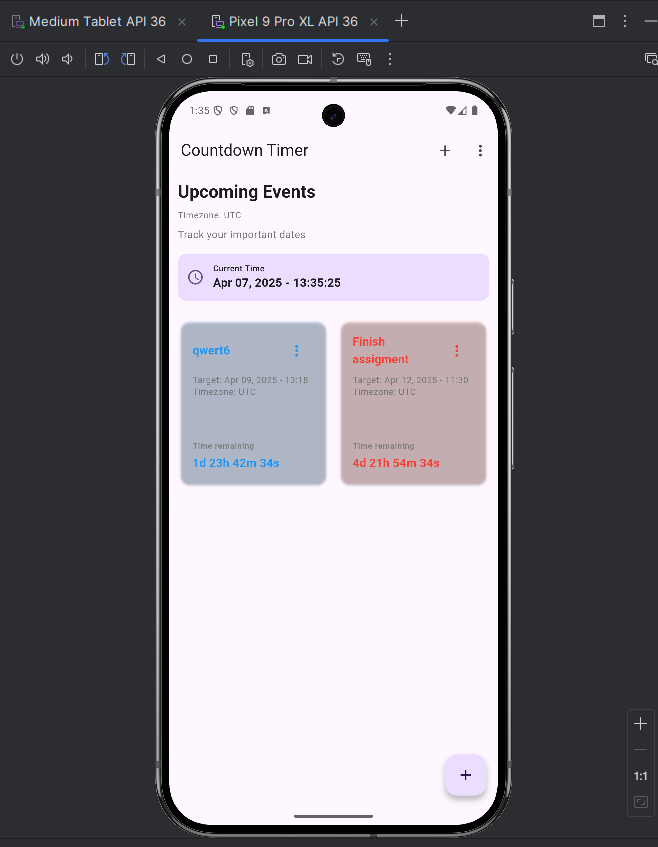 Medium Tablet API 36
Pixel 9 Pro XL API 36
1:35
Countdown Timer
Upcoming Events
Timezone: UTC
Track your important dates
Current Time
Apr 07, 2025 - 13:35:25
qwert6
Target: Apr 09, 2025 - 13:18
Timezone: UTC
Time remaining
1d 23h 42m 34s
Finish
assigment
Target: Apr 12, 2025 - 11:30
Timezone: UTC
Time remaining
4d 21h 54m 34s
1:1